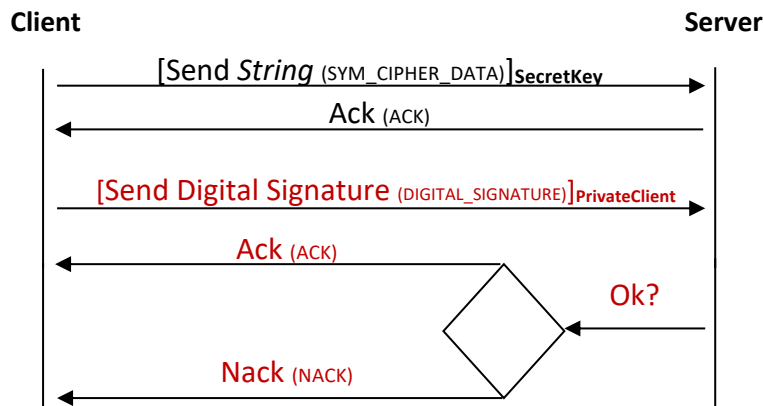 Client Server
[Send String (SYM_CIPHER_DATA)]SecretKey
Ack (ACK)
[Send Digital Signature (DIGITAL_SIGNATURE)]PrivateClient
Ack (ACK)
Ok?
Nack (NACK)